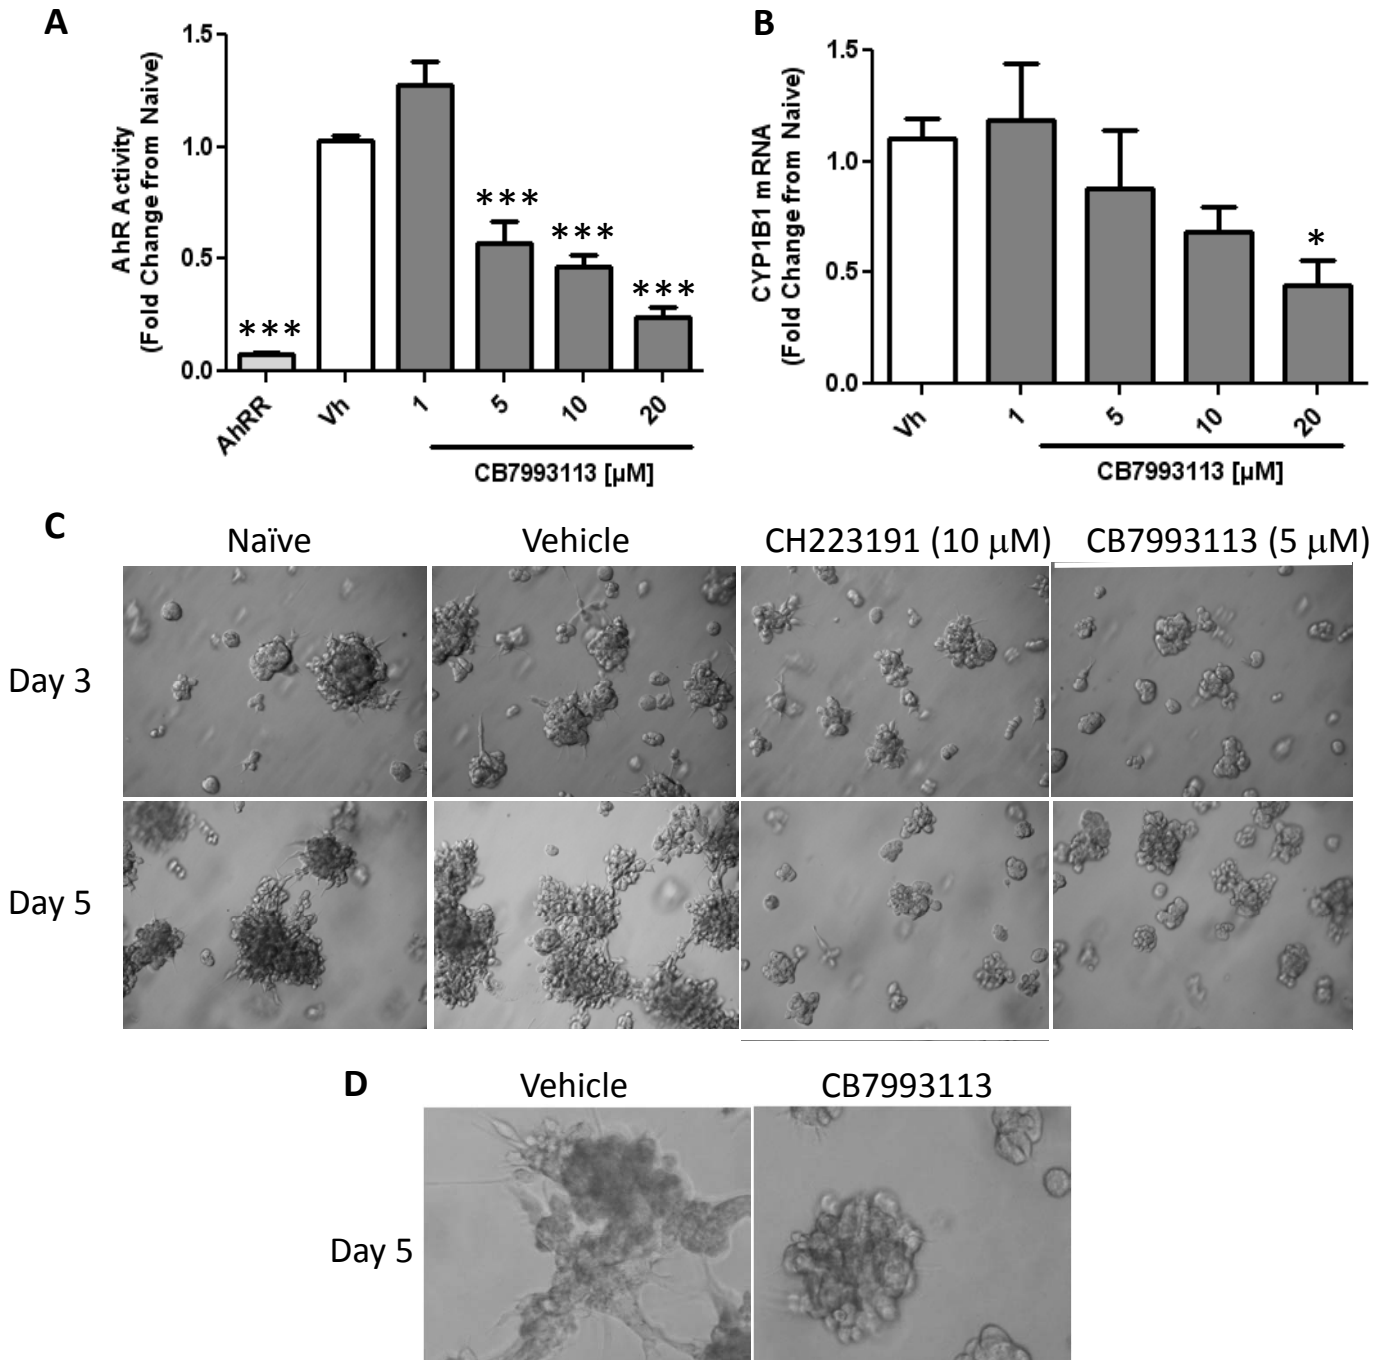 A
AhR Activity
(Fold Change from Naive)
1.5
1.0
0.5
0.0
***
***
***
***
AhRR
Vh
1
5
10
20
CB7993113 [µM]
B
CYP1B1 mRNA
(Fold Change from Naive)
1.5
1.0
0.5
0.0
*
Vh
1
5
10
20
CB7993113 [µM]
C
Naïve
Vehicle
CH223191 (10 µM)
CB7993113 (5 µM)
Day 3
Day 5
D
Vehicle
CB7993113
Day 5